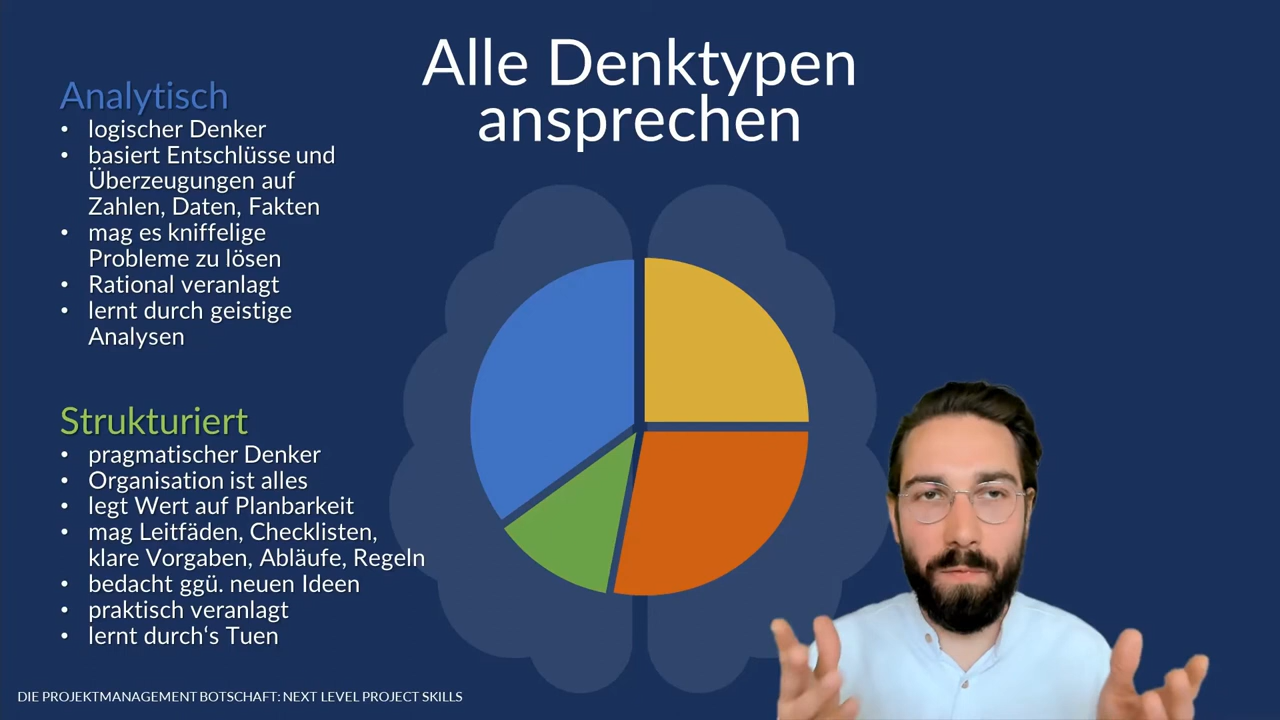 Alle Denktypen
ansprechen
Analytisch
• logischer Denker
• basiert Entschlüsse und
Überzeugungen auf
Zahlen, Daten, Fakten
• mag es kniffelige
Probleme zu lösen
• Rational veranlagt
• lernt durch geistige
Analysen
Strukturiert
• pragmatischer Denker
• Organisation ist alles
• legt Wert auf Planbarkeit
• mag Leitfäden, Checklisten,
klare Vorgaben, Abläufe, Regeln
• bedacht ggü. neuen Ideen
• praktisch veranlagt
• lernt durch‘s Tuen
DIE PROJEKTMANAGEMENT BOTSCHAFT: NEXT LEVEL PROJECT SKILLS